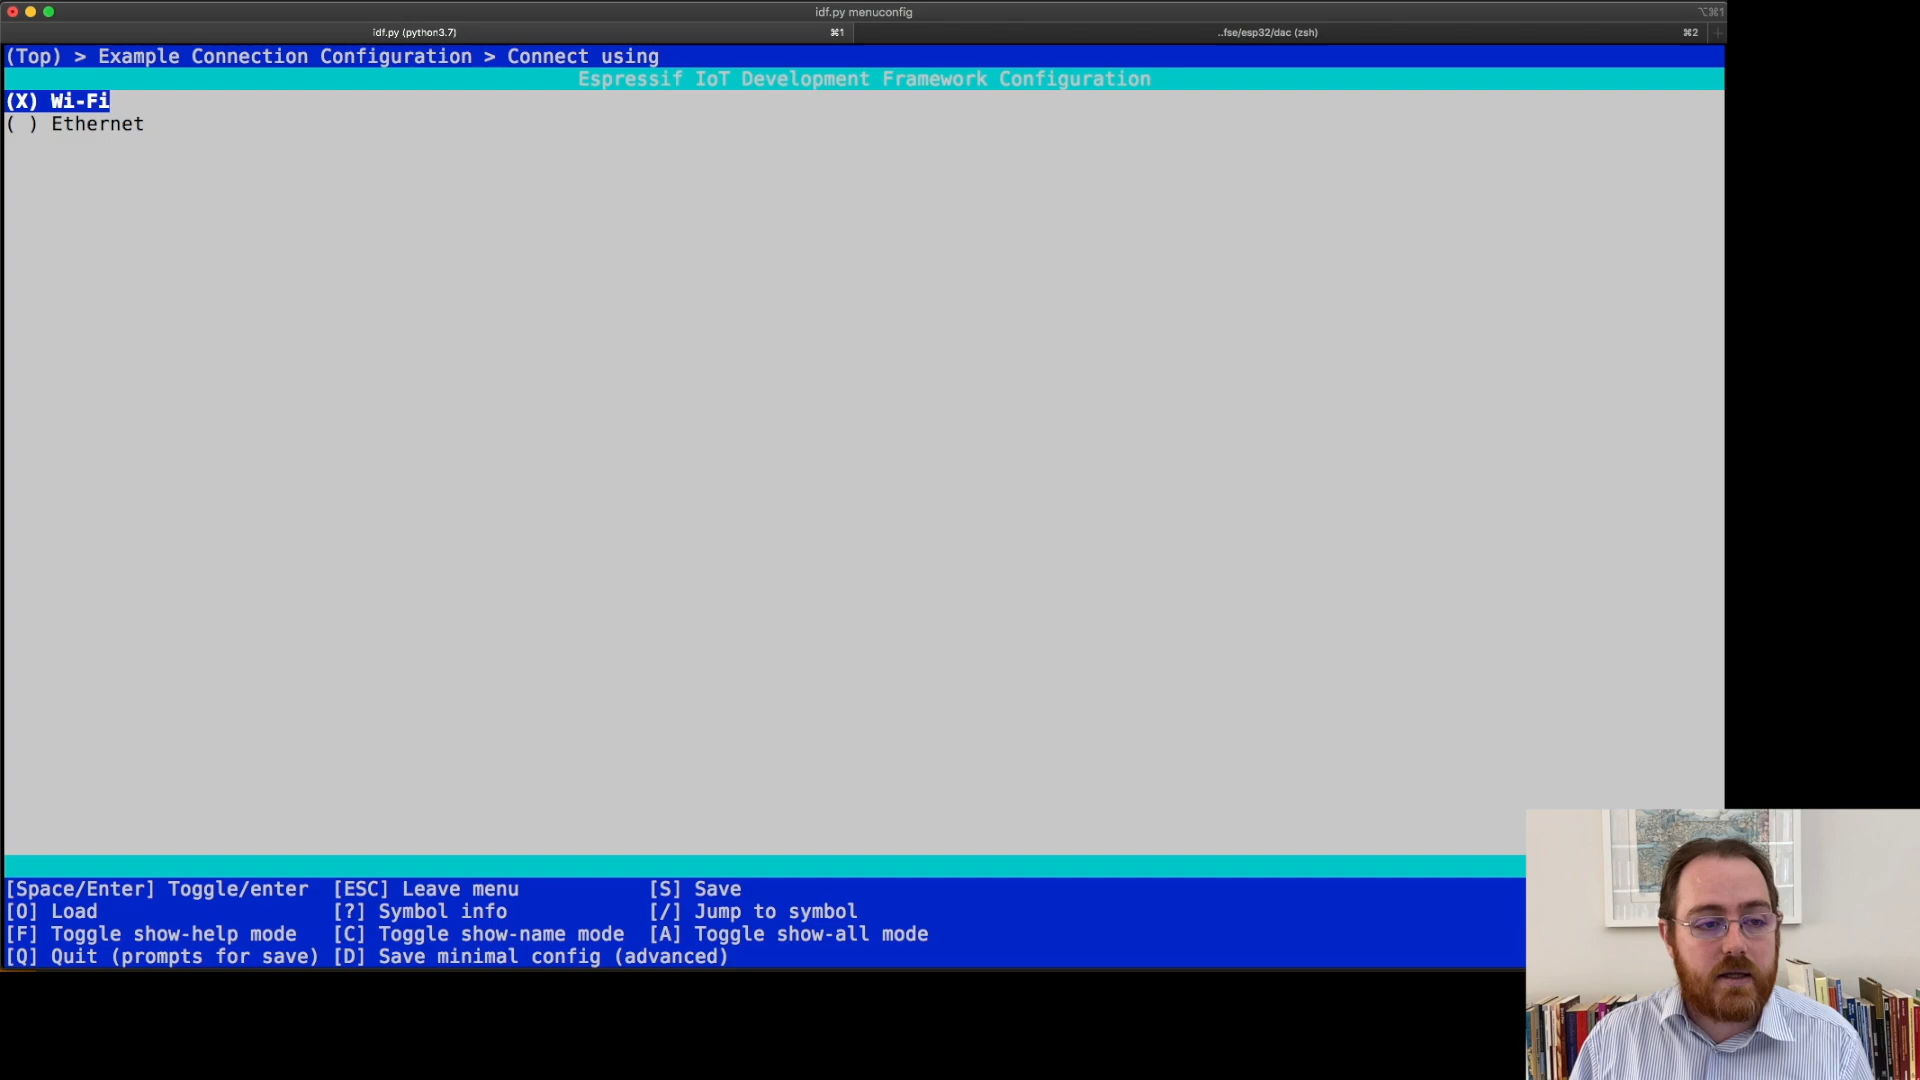 idf.py menuconfig
⌥⌘1
idf.py (python3.7)
⌘1
..fse/esp32/dac (zsh)
⌘2
+
(Top) > Example Connection Configuration > Connect using
Espressif IoT Development Framework Configuration
(X) Wi-Fi
( ) Ethernet
[Space/Enter] Toggle/enter [ESC] Leave menu [S] Save
[O] Load [?] Symbol info [/] Jump to symbol
[F] Toggle show-help mode [C] Toggle show-name mode [A] Toggle show-all mode
[Q] Quit (prompts for save) [D] Save minimal config (advanced)